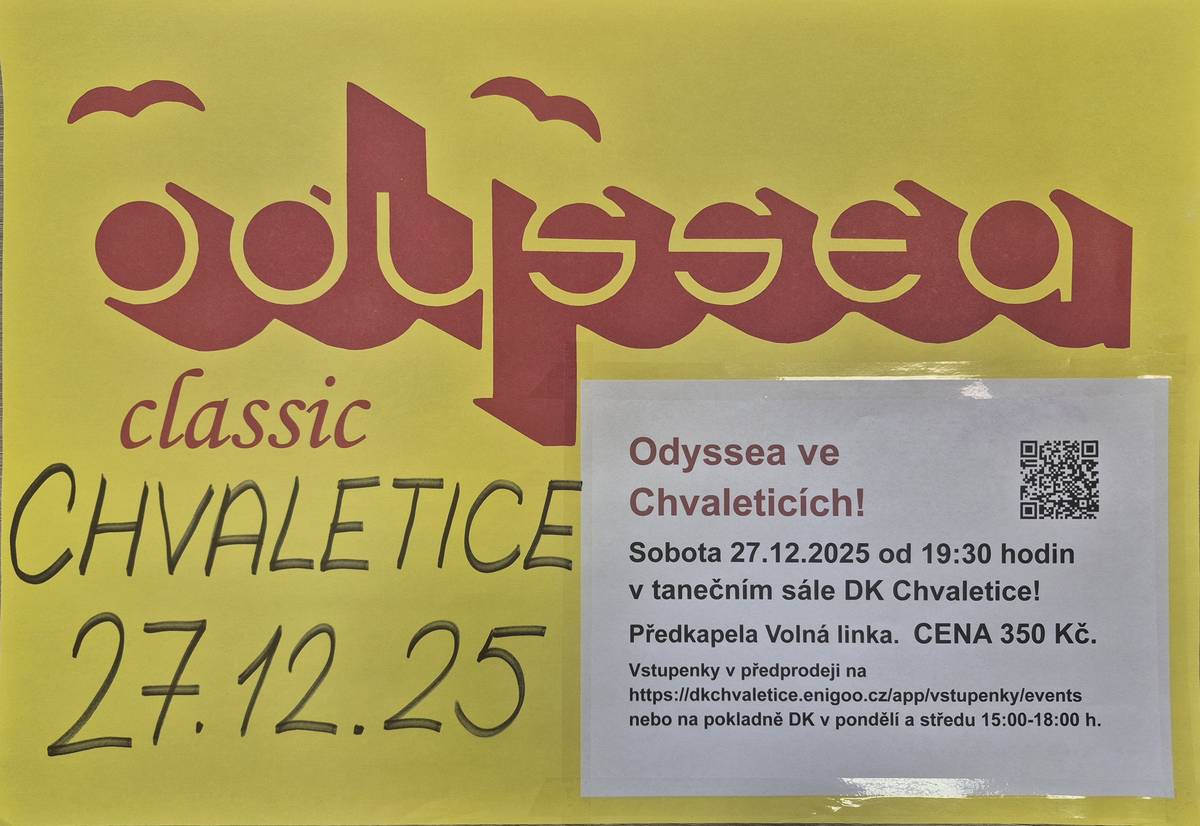 odyssea
classic
CHVALETICE
27.12.25
Odyssea ve
Chvaleticích!
Sobota 27.12.2025 od 19:30 hodin
v tanečním sále DK Chvaletice!
Předkapela Volná linka. CENA 350 Kč.
Vstupenky v předprodeji na
https://dkchvaletice.enigoo.cz/app/vstupenky/events
nebo na pokladně DK v pondělí a středu 15:00-18:00 h.